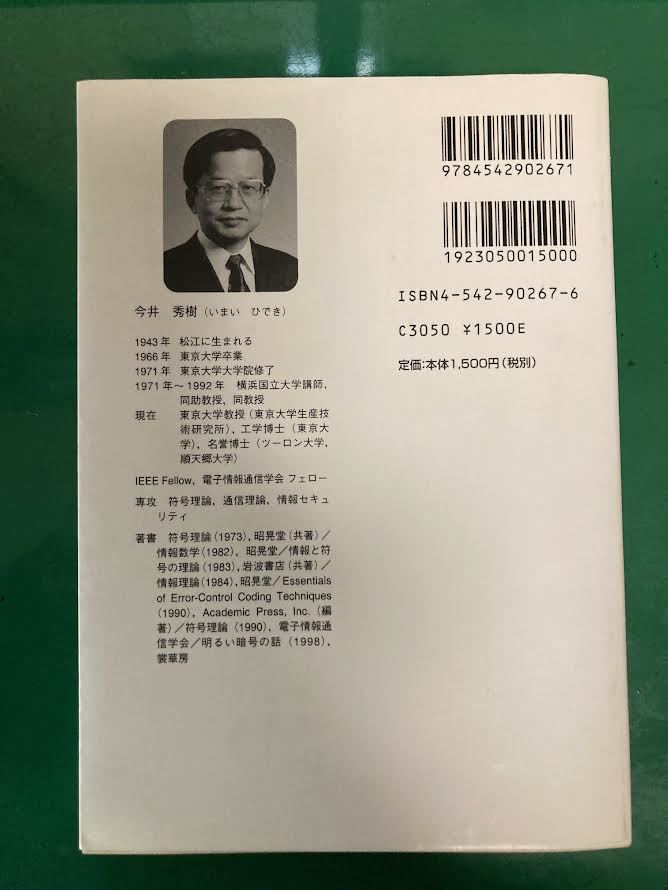 今井 秀樹(いまい ひでき)
1943年 松江に生まれる
1966年 東京大学卒業
1971年 東京大学大学院修了
1971年〜1992年 横浜国立大学講師,
同助教授, 同教授
現在 東京大学教授(東京大学生産技
術研究所), 工学博士(東京大
学), 名誉博士(ツーロン大学,
順天郷大学)
IEEE Fellow, 電子情報通信学会 フェロー
専攻 符号理論, 通信理論, 情報セキュ
リティ
著書 符号理論(1973), 昭晃堂(共著)/
情報数学(1982), 昭晃堂/情報と符
号の理論(1983), 岩波書店(共著)/
情報理論(1984), 昭晃堂/Essentials
of Error-Control Coding Techniques
(1990), Academic Press, Inc.(編
著)/符号理論(1990), 電子情報通
信学会/明るい暗号の話(1998),
裳華房
9784542902671
1923050015000
ISBN4-542-90267-6
C3050 ¥1500E
定価:本体1,500円(税別)